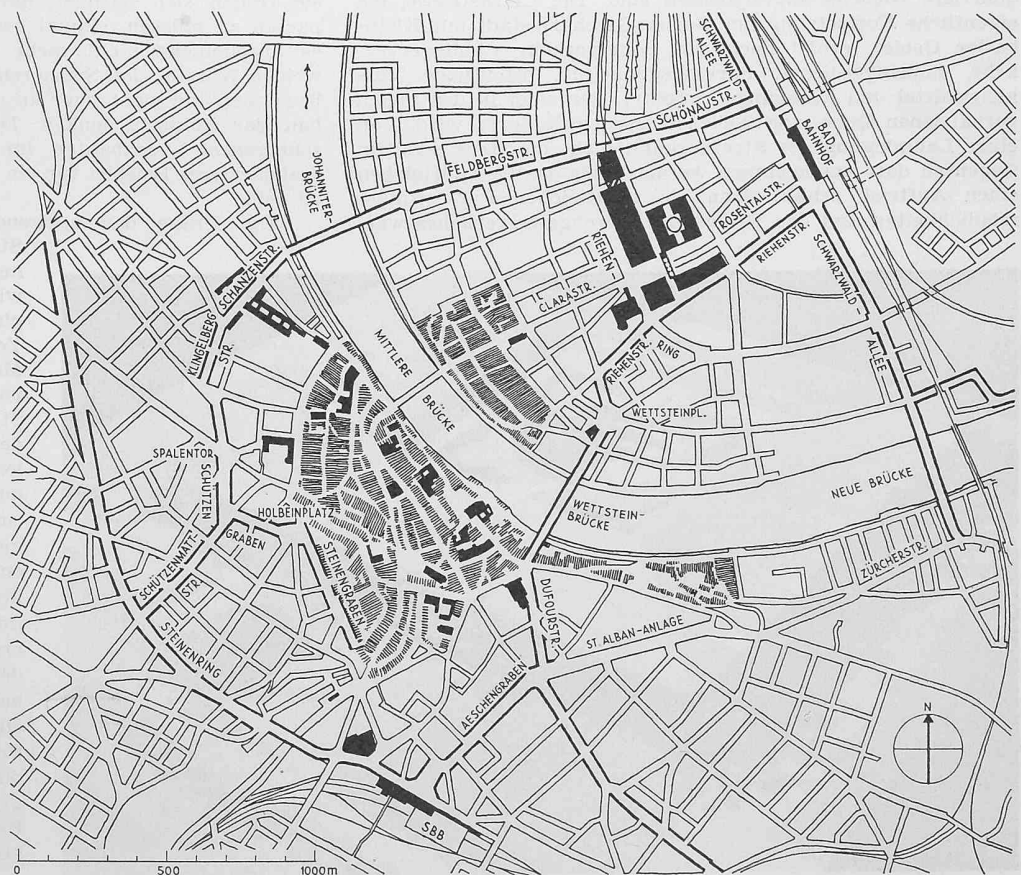 SCHWARZWALD
ALLEE
SCHÖNAUSTR.
BAD.
BAHNHOF
JOHANNITER-
BRÜCKE
FELDBERGSTR.
ROSENTALSTR.
RIEHENSTR.
RIEHEN
SCHWARZWALD
ALLEE
SCHANZENSTR.
KLINGELBERG
STR.
CLARASTR.
MITTLERE
BRÜCKE
RIEHENSTR.
RING
WETTSTEINPL.
SPALENTOR
SCHÜTZEN
GRABEN
HOLBEINPLATZ
STEINENGRABEN
SCHÜTZENMATT-
STR.
STEINENRING
WETTSTEIN-
BRÜCKE
NEUE BRÜCKE
ZÜRCHERSTR.
DUFOURSTR.
ST. ALBAN-ANLAGE
AESCHENGRABEN
N
SBB
0 500 1000m